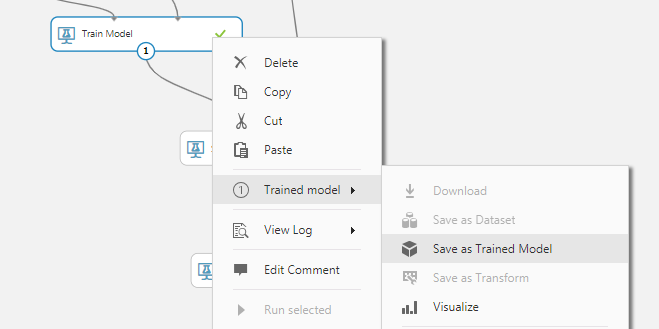 Train Model
1
Delete
Copy
Cut
Paste
1 Trained model
Download
Save as Dataset
View Log
Save as Trained Model
Edit Comment
Save as Transform
Run selected
Visualize